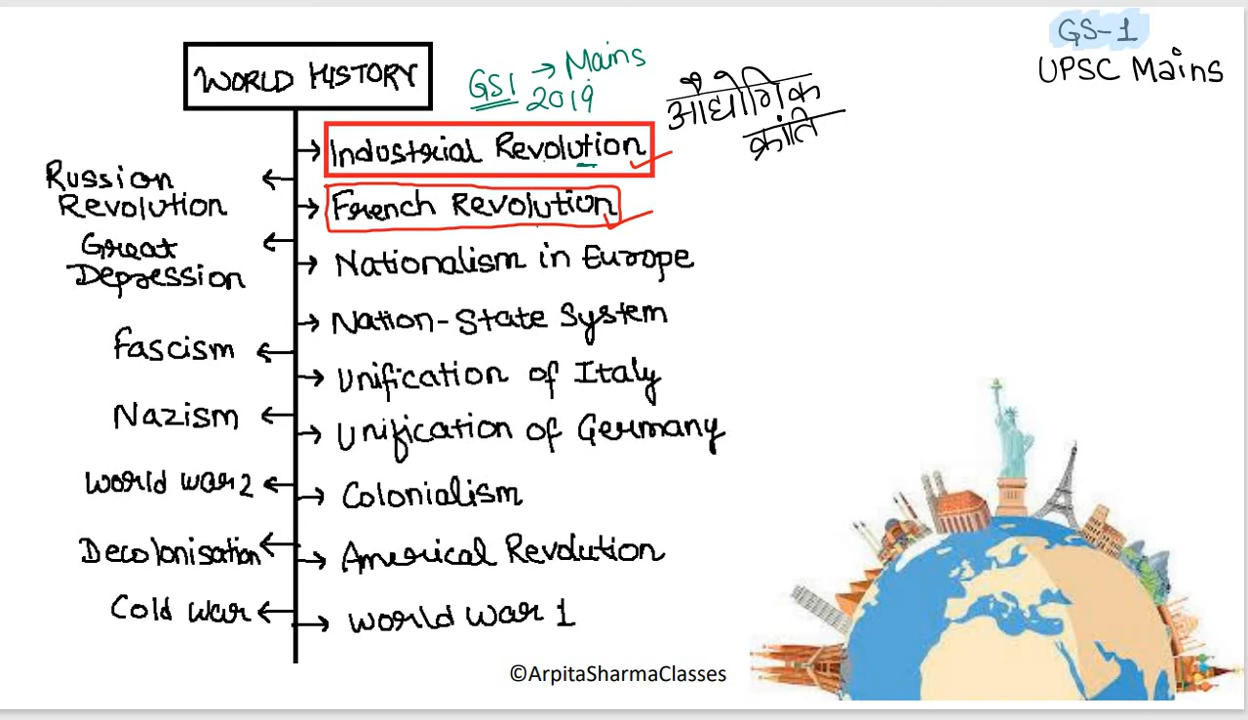 GS-1
UPSC Mains
WORLD HISTORY
GS1 → Mains
2019
औद्योगिक
क्रांति
Industrial Revolution
French Revolution
Nationalism in Europe
Nation-State System
Unification of Italy
Unification of Germany
Colonialism
Americal Revolution
World War 1
Russion
Revolution
Great
Depression
Fascism
Nazism
World War 2
Decolonisation
Cold War
©ArpitaSharmaClasses